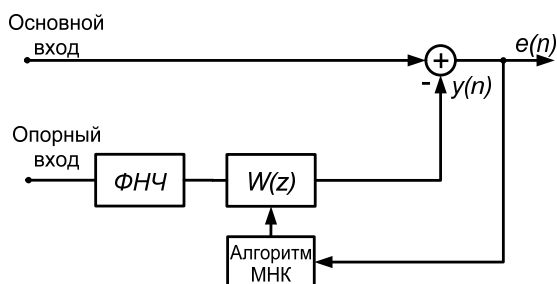 Основной
вход
e(n)
+
-
y(n)
Опорный
вход
ФНЧ
W(z)
Алгоритм
МНК